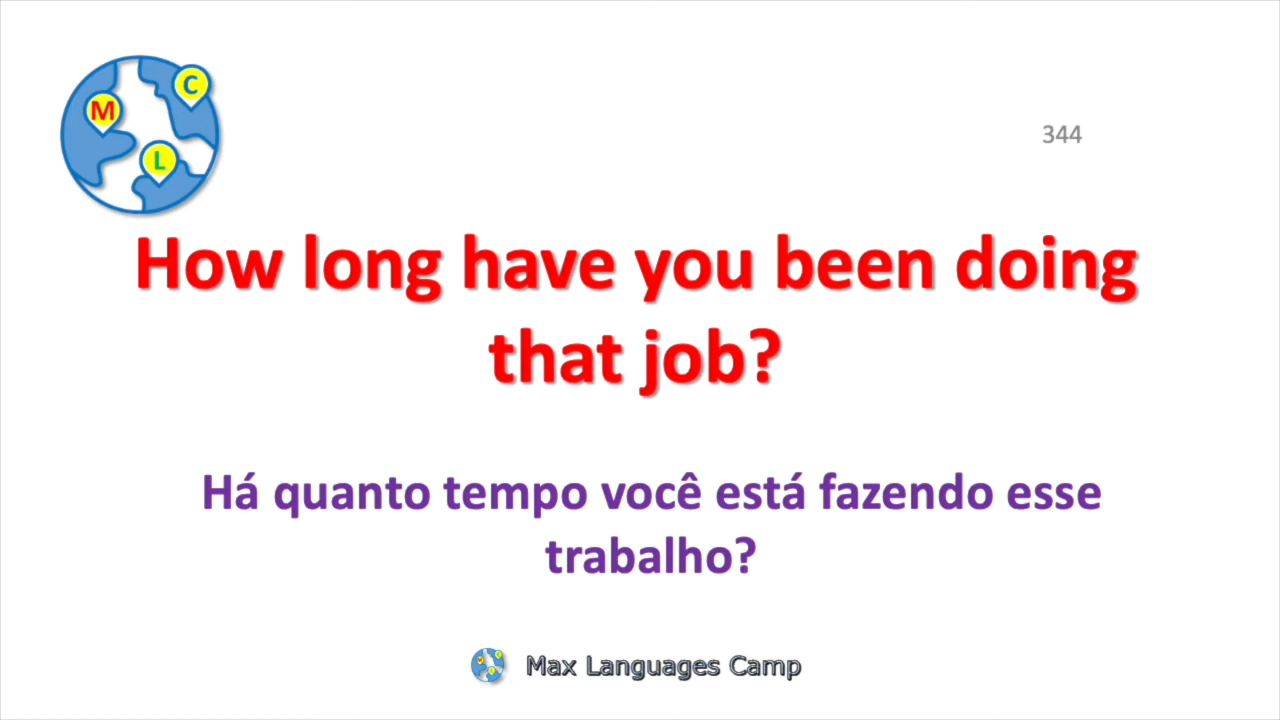 C
M
L
344
How long have you been doing
that job?
Há quanto tempo você está fazendo esse
trabalho?
Max Languages Camp